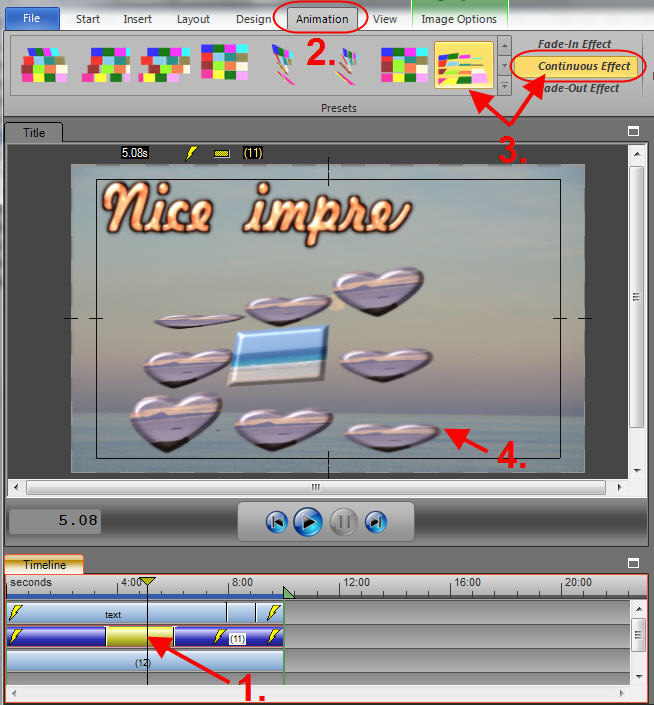 File Start Insert Layout Design Animation View Image Options
2.
Fade-In Effect
Continuous Effect
ade-Out Effect
Presets
3.
Title
5.08s (11)
Nice impre
4.
5.08
Timeline
seconds 4:00 8:00 12:00 16:00 20:00
text
(11)
(12)
1.